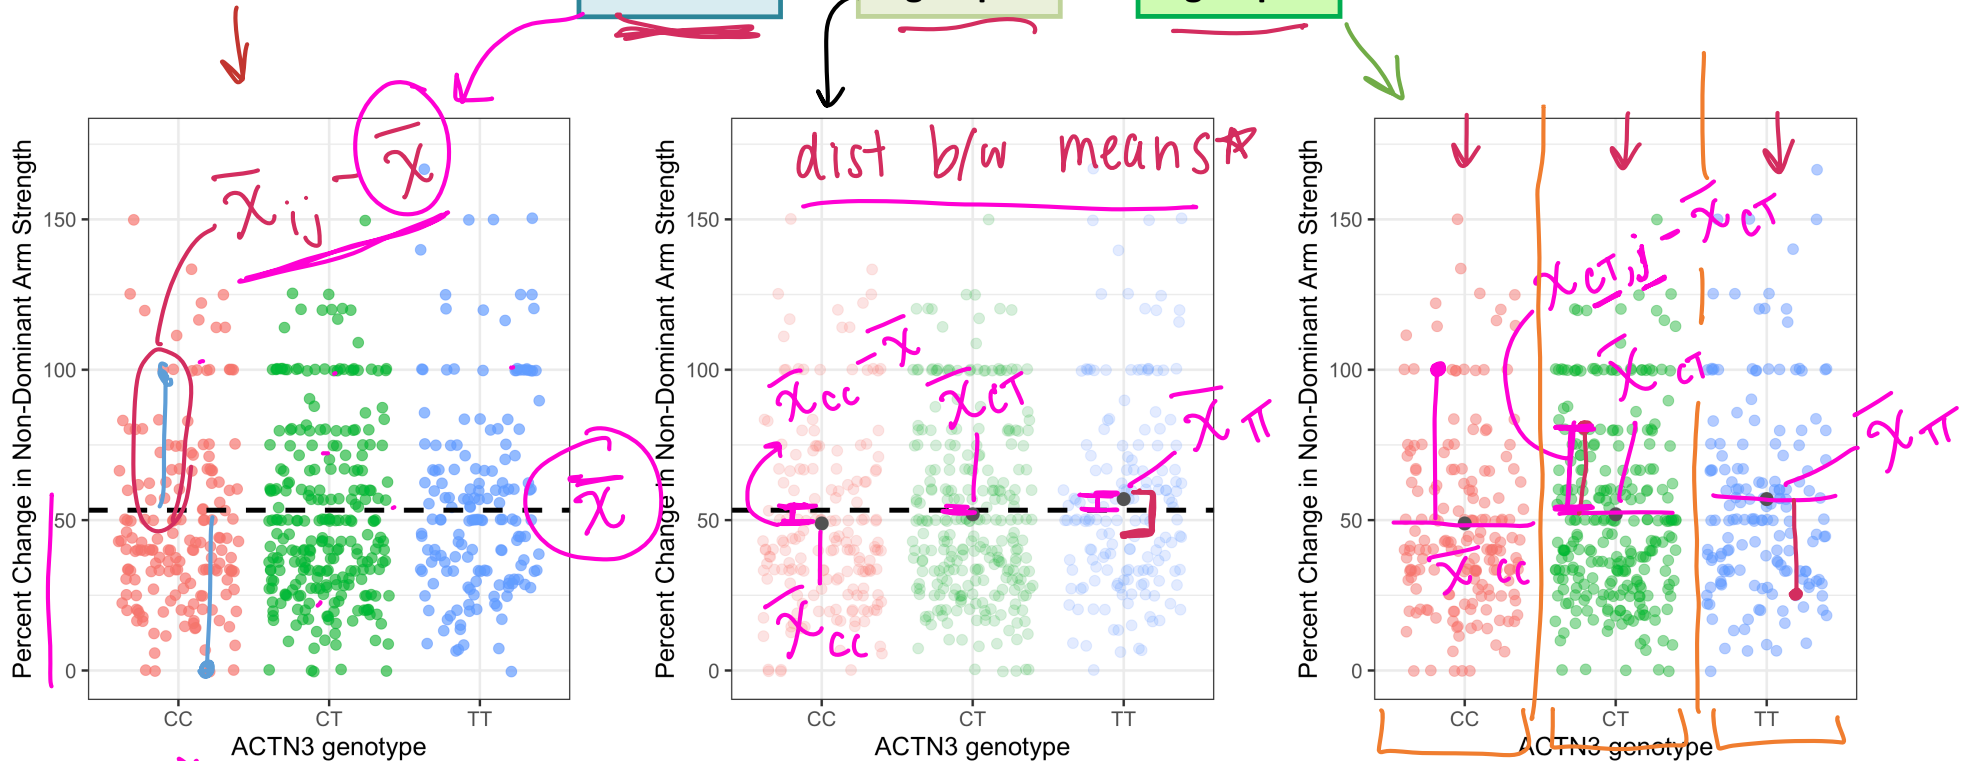 x̄ij - x̄
Percent Change in Non-Dominant Arm Strength
150
100
50
0
CC CT TT
ACTN3 genotype
x̄
dist b/w means*
Percent Change in Non-Dominant Arm Strength
150
100
50
0
x̄cc - x̄
x̄CT
x̄TT
x̄cc
CC CT TT
ACTN3 genotype
Percent Change in Non-Dominant Arm Strength
150
100
50
0
xCTij - x̄CT
x̄CT
x̄TT
x̄cc
CC CT TT
ACTN3 genotype